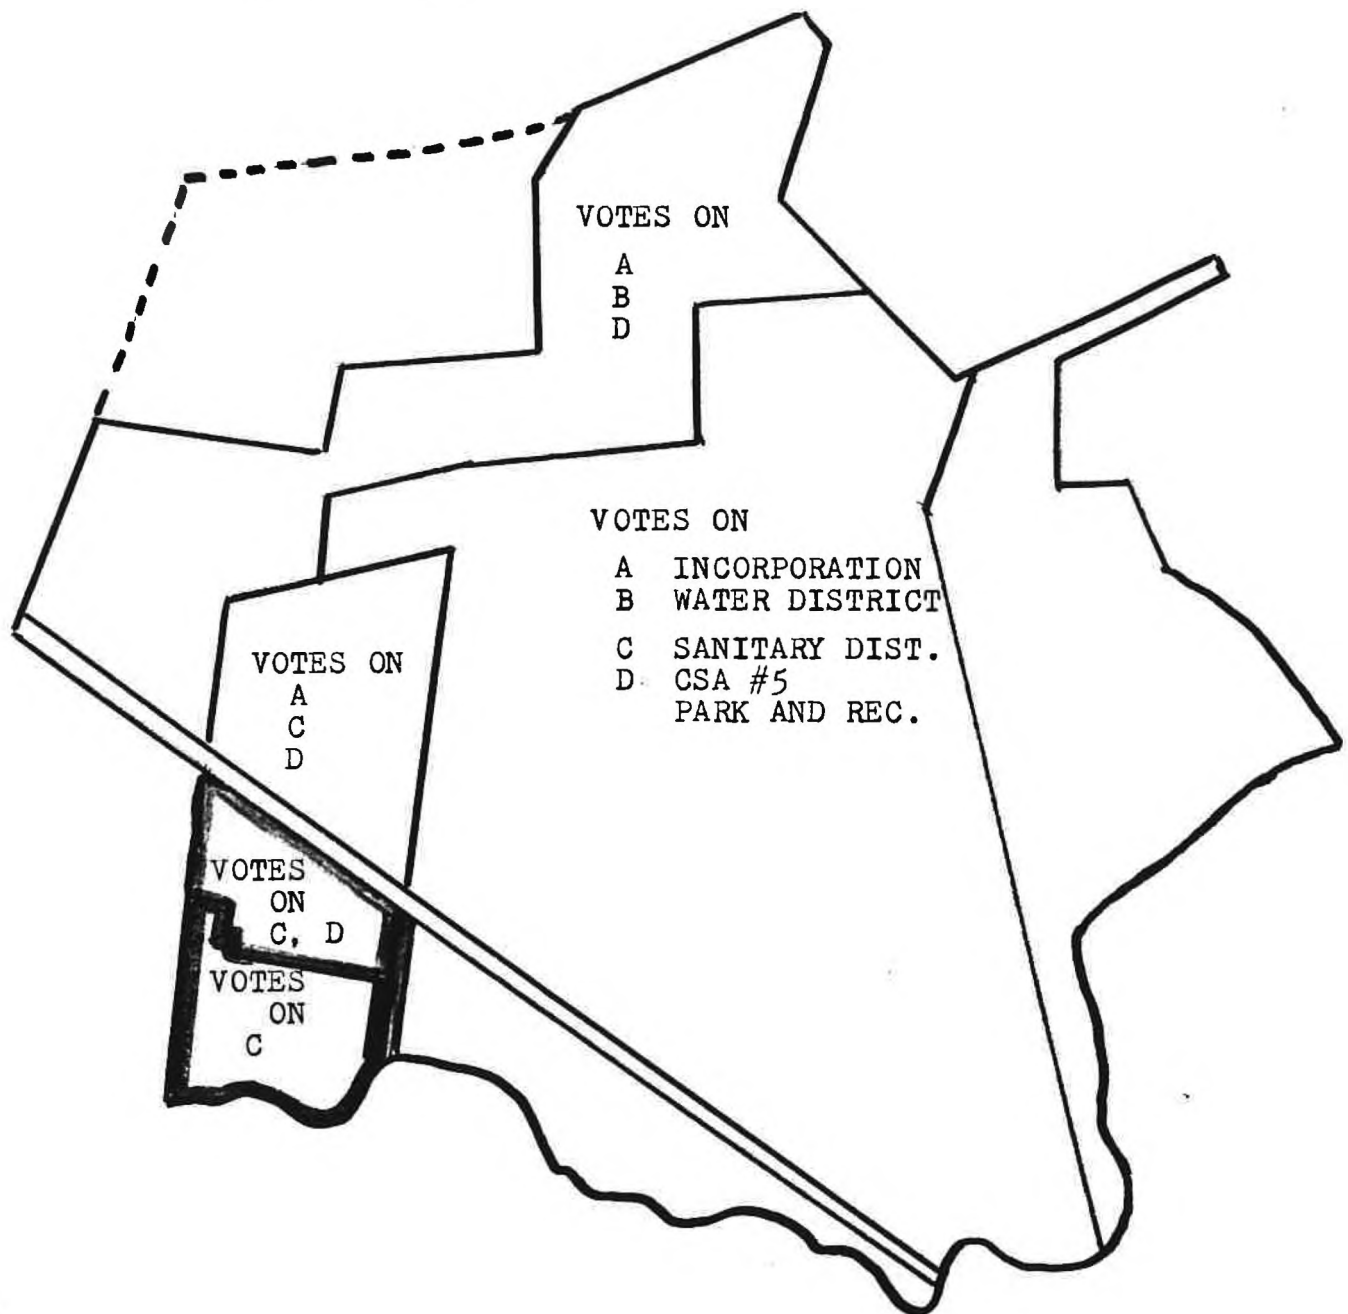 VOTES ON
A
B
D
VOTES ON
A INCORPORATION
B WATER DISTRICT
C SANITARY DIST.
D CSA #5
PARK AND REC.
VOTES ON
A
C
D
VOTES
ON
C, D
VOTES
ON
C